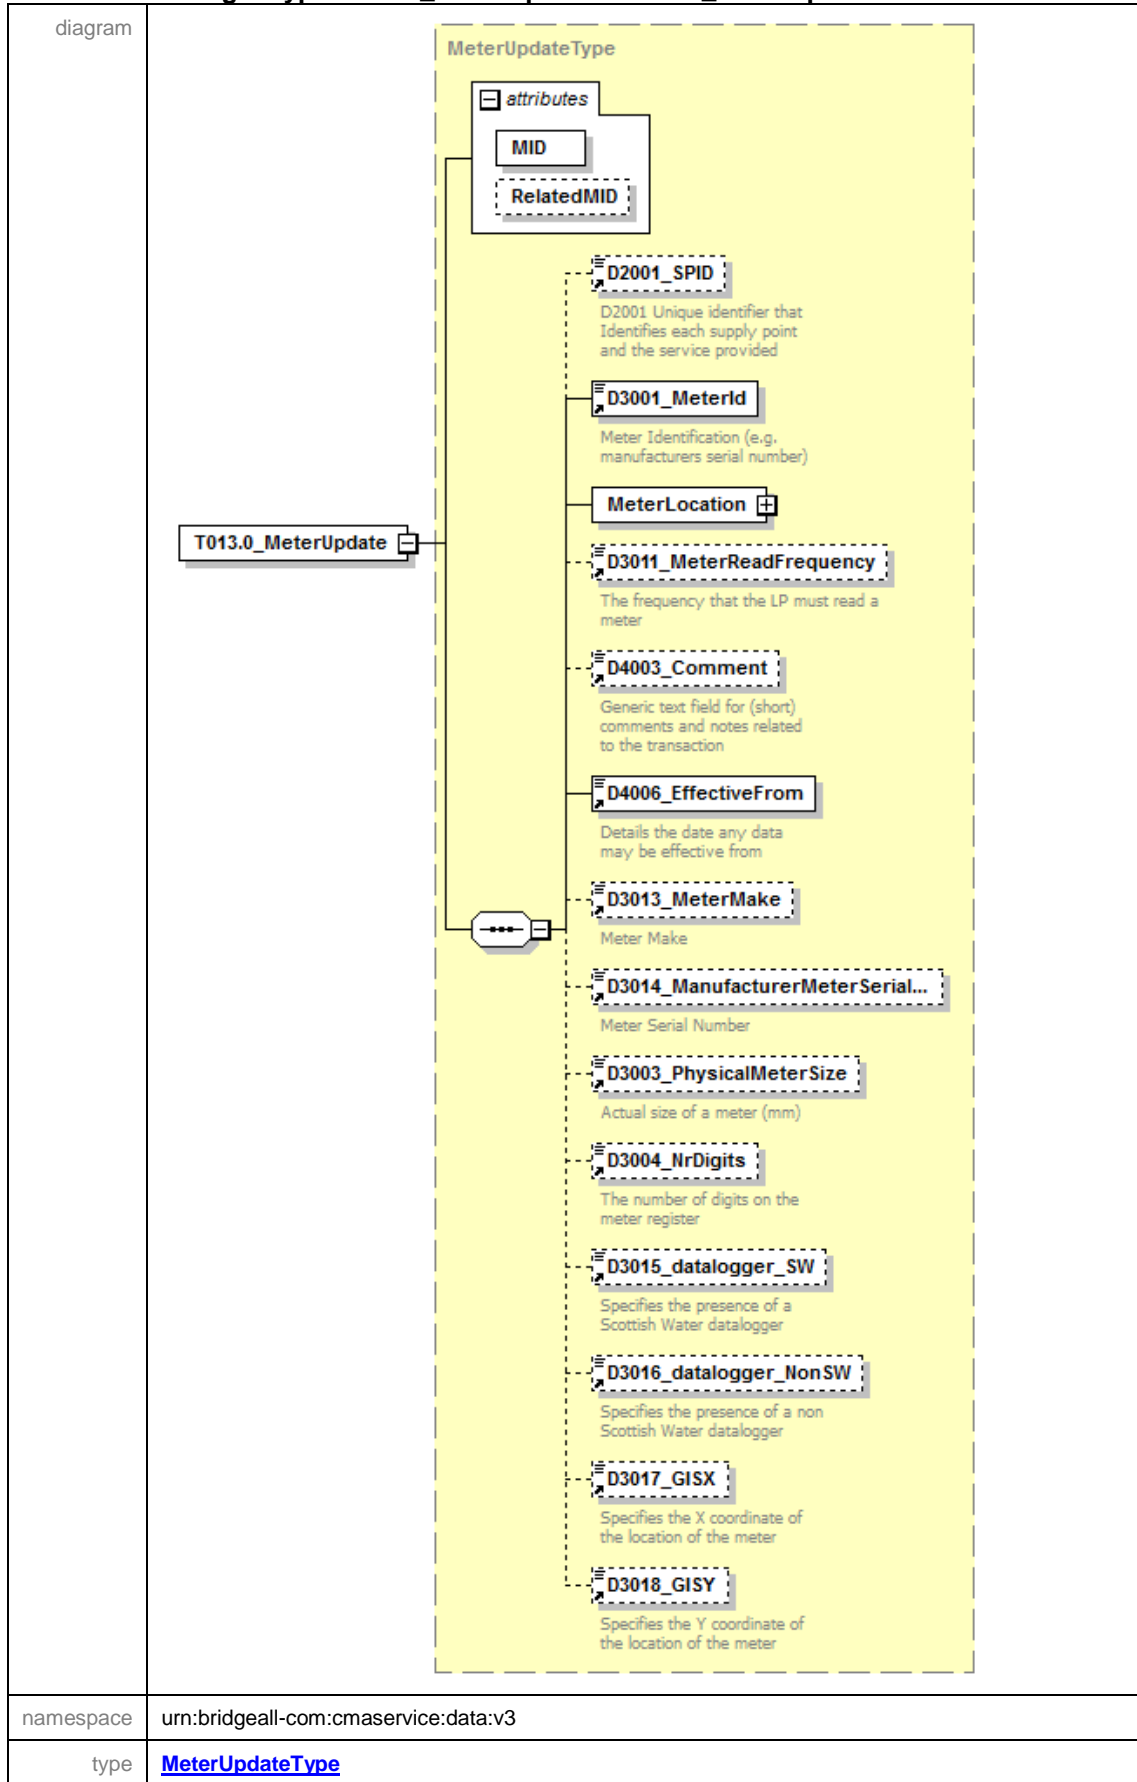 diagram
MeterUpdateType
attributes
MID
RelatedMID
D2001_SPID
D2001 Unique identifier that
Identifies each supply point
and the service provided
D3001_MeterId
Meter Identification (e.g.
manufacturers serial number)
MeterLocation
T013.0_MeterUpdate
D3011_MeterReadFrequency
The frequency that the LP must read a
meter
D4003_Comment
Generic text field for (short)
comments and notes related
to the transaction
D4006_EffectiveFrom
Details the date any data
may be effective from
D3013_MeterMake
Meter Make
D3014_ManufacturerMeterSerial...
Meter Serial Number
D3003_PhysicalMeterSize
Actual size of a meter (mm)
D3004_NrDigits
The number of digits on the
meter register
D3015_datalogger_SW
Specifies the presence of a
Scottish Water datalogger
D3016_datalogger_NonSW
Specifies the presence of a non
Scottish Water datalogger
D3017_GISX
Specifies the X coordinate of
the location of the meter
D3018_GISY
Specifies the Y coordinate of
the location of the meter
namespace
urn:bridgeall-com:cmaservice:data:v3
type
MeterUpdateType